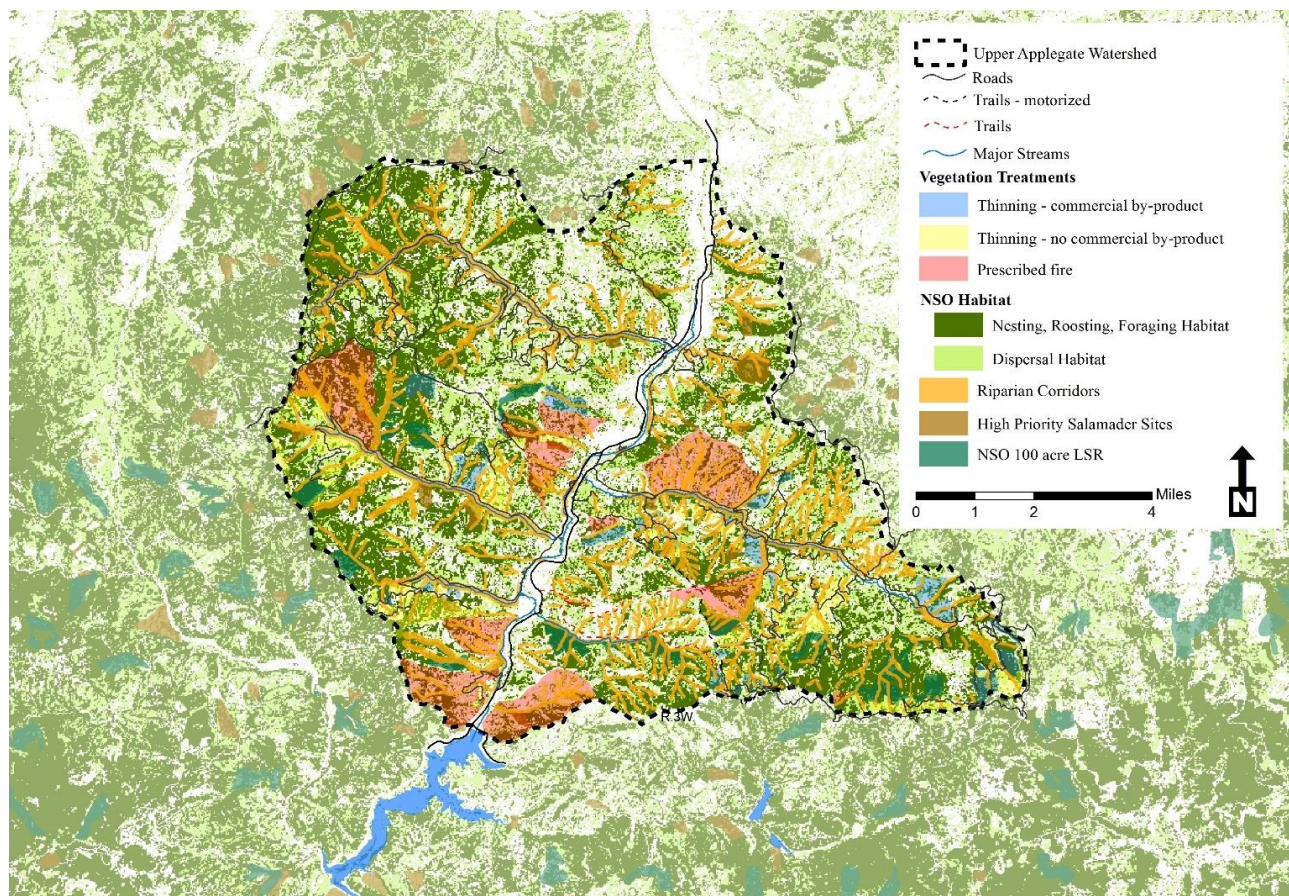 Upper Applegate Watershed
Roads
Trails - motorized
Trails
Major Streams
Vegetation Treatments
Thinning - commercial by-product
Thinning - no commercial by-product
Prescribed fire
NSO Habitat
Nesting, Roosting, Foraging Habitat
Dispersal Habitat
Riparian Corridors
High Priority Salamader Sites
NSO 100 acre LSR
Miles
0 1 2 4
N
R 3W